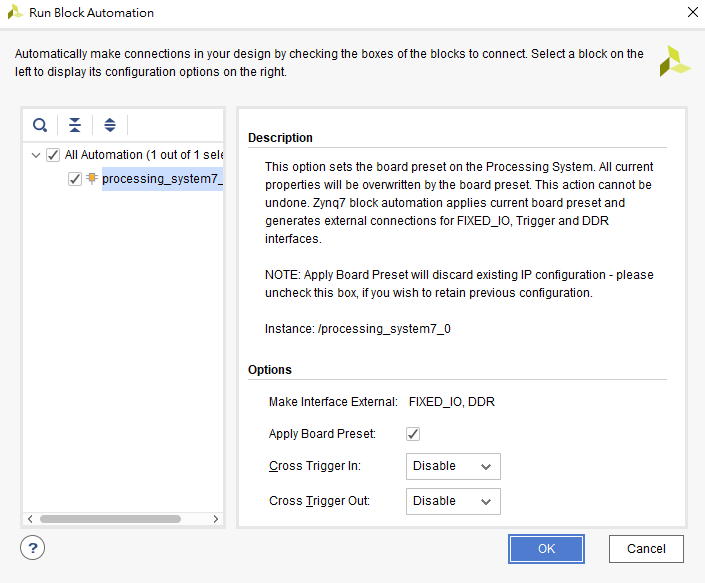 Run Block Automation
Automatically make connections in your design by checking the boxes of the blocks to connect. Select a block on the
left to display its configuration options on the right.
All Automation (1 out of 1 sele
processing_system7_
Description
This option sets the board preset on the Processing System. All current
properties will be overwritten by the board preset. This action cannot be
undone. Zynq7 block automation applies current board preset and
generates external connections for FIXED_IO, Trigger and DDR
interfaces.
NOTE: Apply Board Preset will discard existing IP configuration - please
uncheck this box, if you wish to retain previous configuration.
Instance: /processing_system7_0
Options
Make Interface External: FIXED_IO, DDR
Apply Board Preset:
Cross Trigger In: Disable
Cross Trigger Out: Disable
? OK Cancel